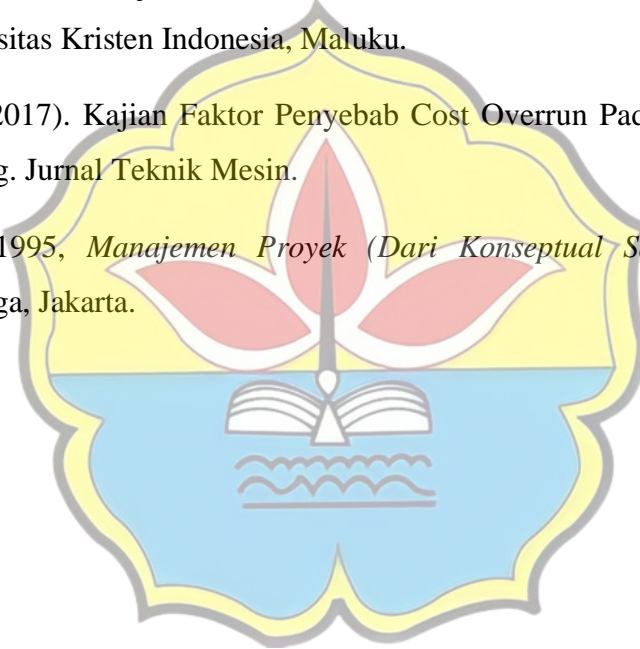 sitas Kristen Indonesia, Maluku.
2017). Kajian Faktor Penyebab Cost Overrun Pad
g. Jurnal Teknik Mesin.
1995, Manajemen Proyek (Dari Konseptual S
ga, Jakarta.